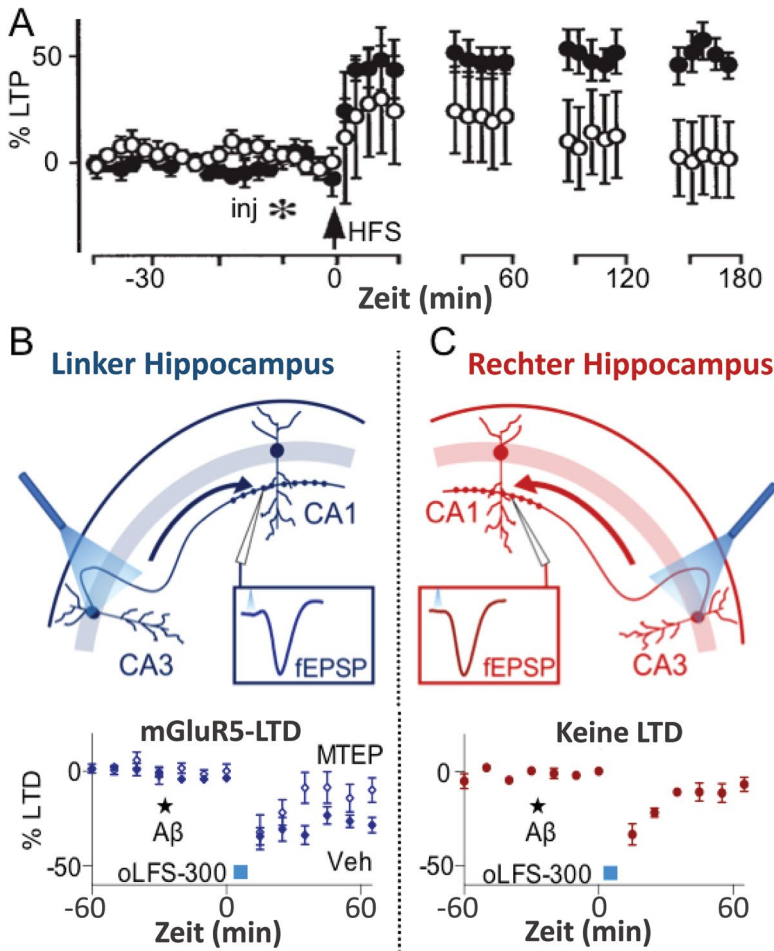 A
% LTP
50
0
inj
HFS
-30
0
60
120
180
Zeit (min)
B
Linker Hippocampus
CA1
CA3
fEPSP
mGluR5-LTD
% LTD
0
-50
MTEP
Aβ
Veh
oLFS-300
-60
0
60
Zeit (min)
C
Rechter Hippocampus
CA1
CA3
fEPSP
Keine LTD
0
-50
Aβ
oLFS-300
-60
0
60
Zeit (min)